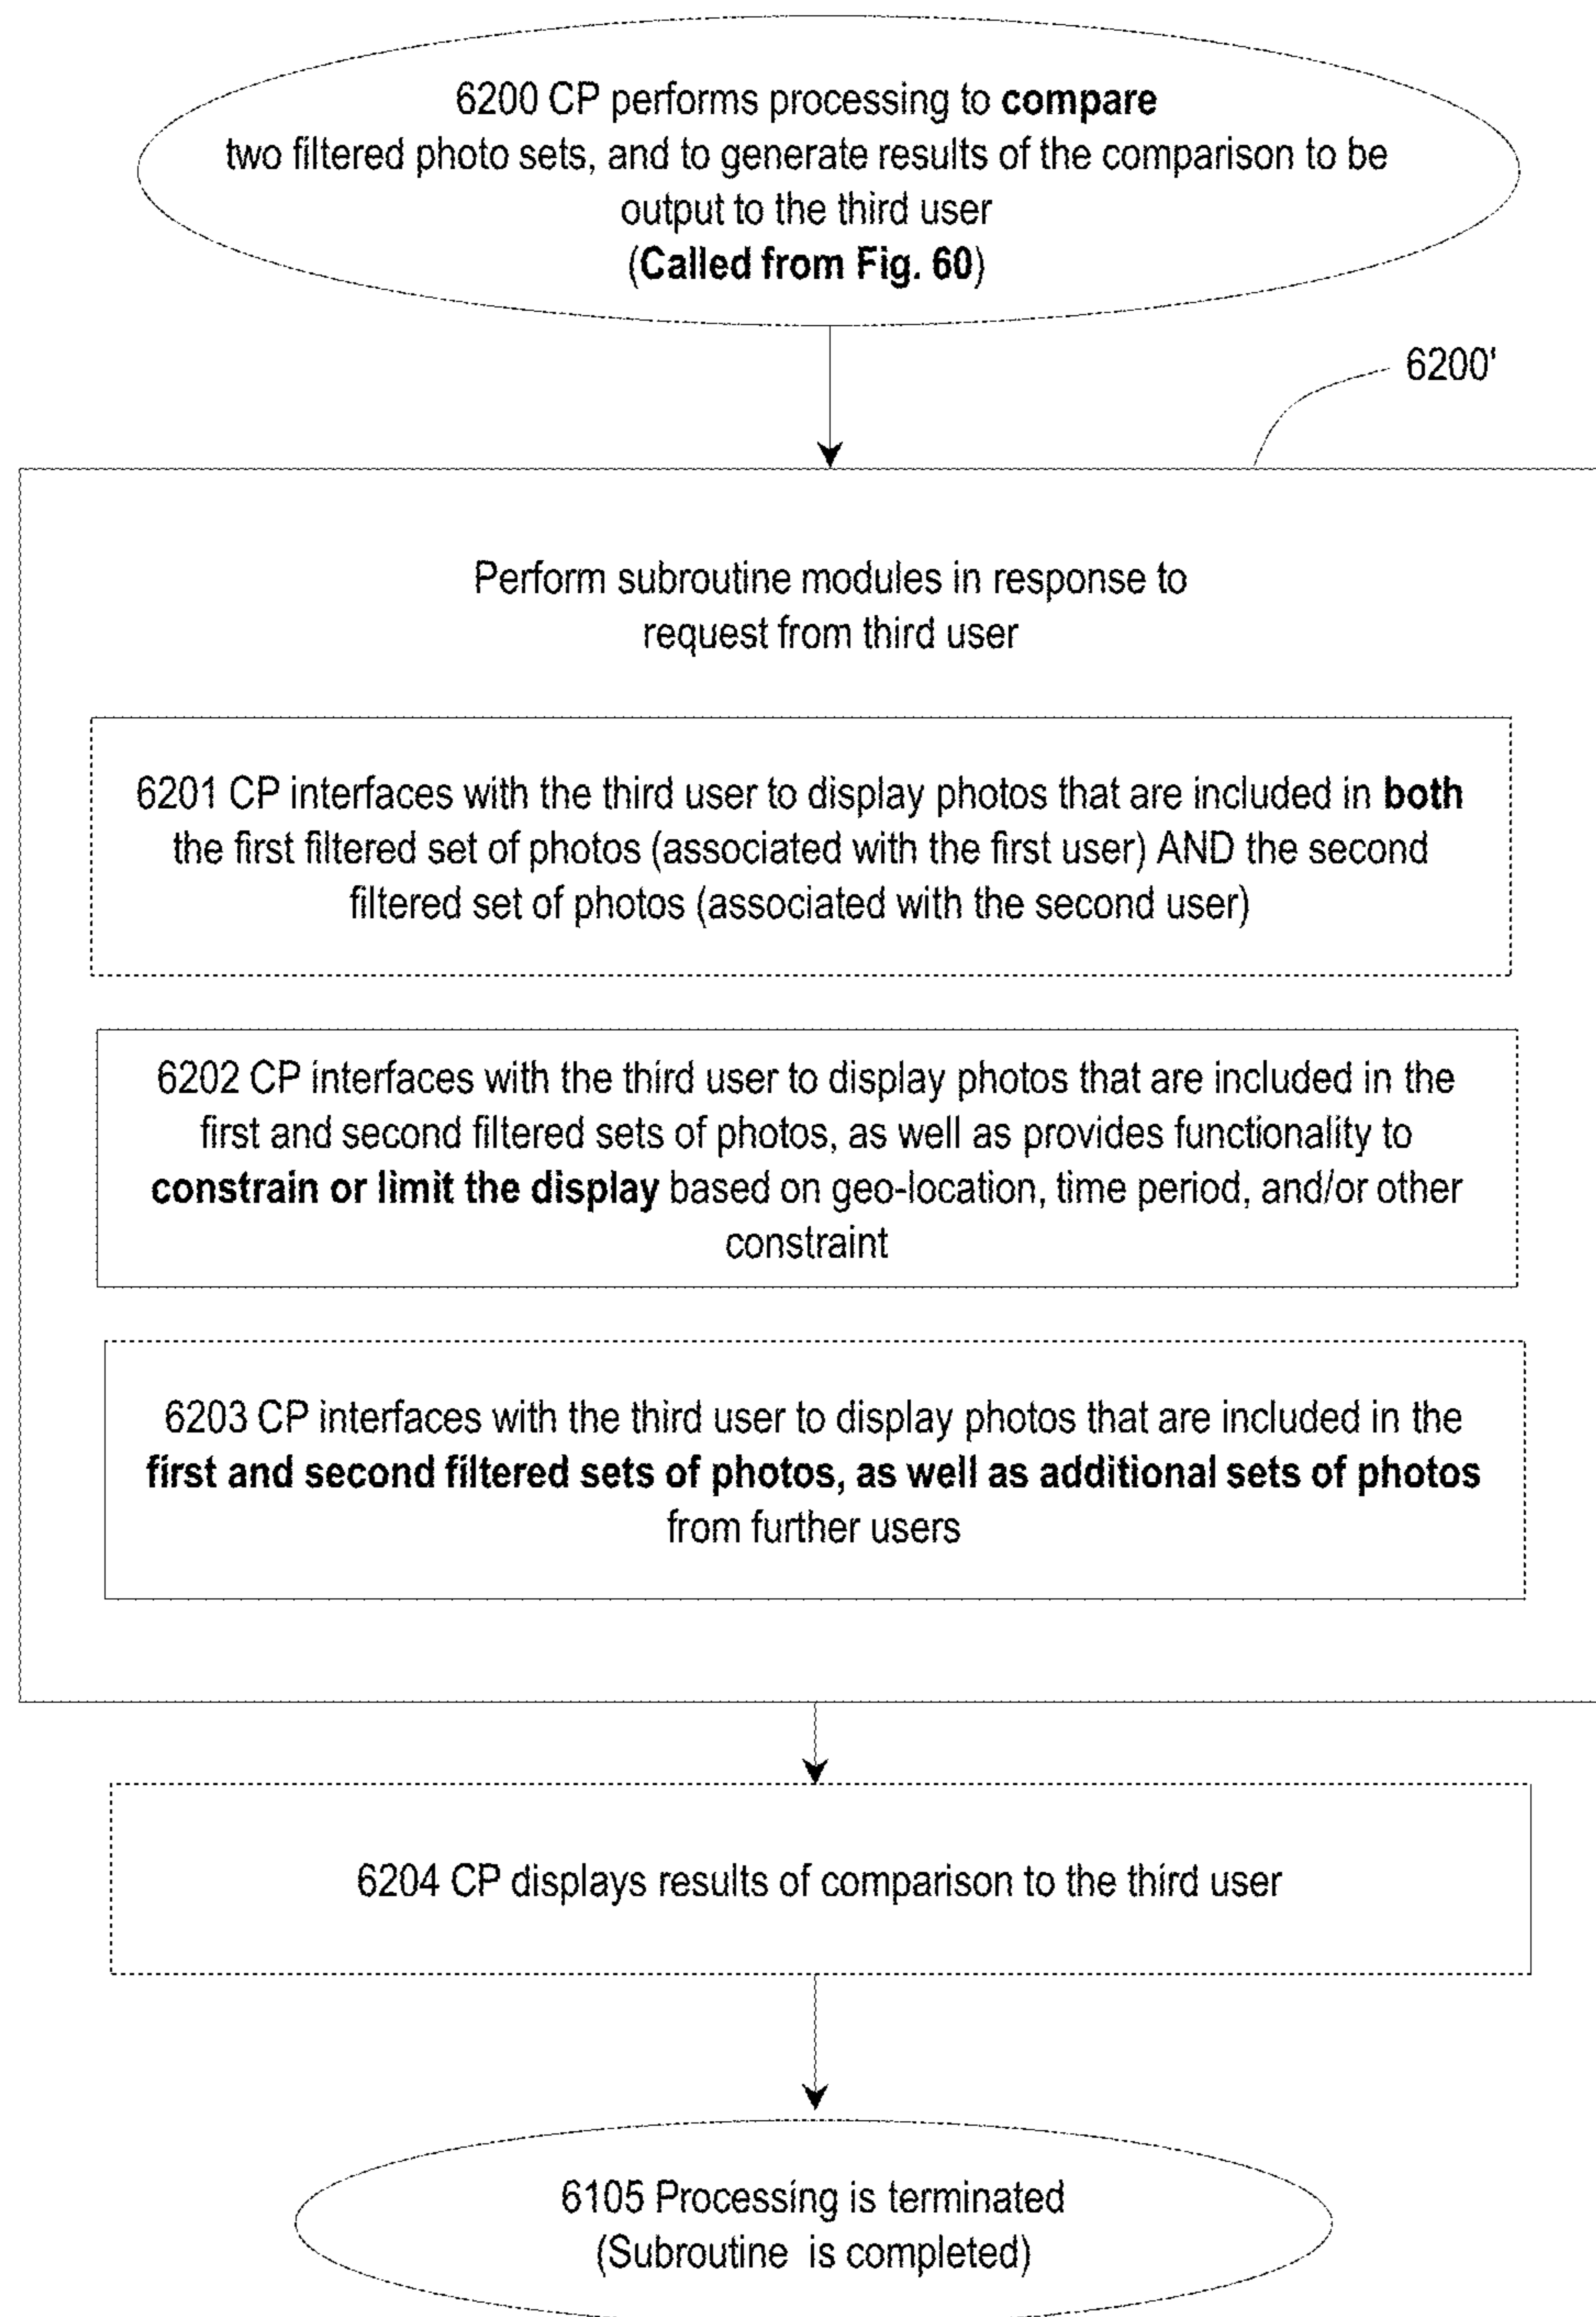 6200 CP performs processing to compare
two filtered photo sets, and to generate results of the comparison to be
output to the third user
(Called from Fig. 60)
6200'
Perform subroutine modules in response to
request from third user
6201 CP interfaces with the third user to display photos that are included in both
the first filtered set of photos (associated with the first user) AND the second
filtered set of photos (associated with the second user)
6202 CP interfaces with the third user to display photos that are included in the
first and second filtered sets of photos, as well as provides functionality to
constrain or limit the display based on geo-location, time period, and/or other
constraint
6203 CP interfaces with the third user to display photos that are included in the
first and second filtered sets of photos, as well as additional sets of photos
from further users
6204 CP displays results of comparison to the third user
6105 Processing is terminated
(Subroutine is completed)